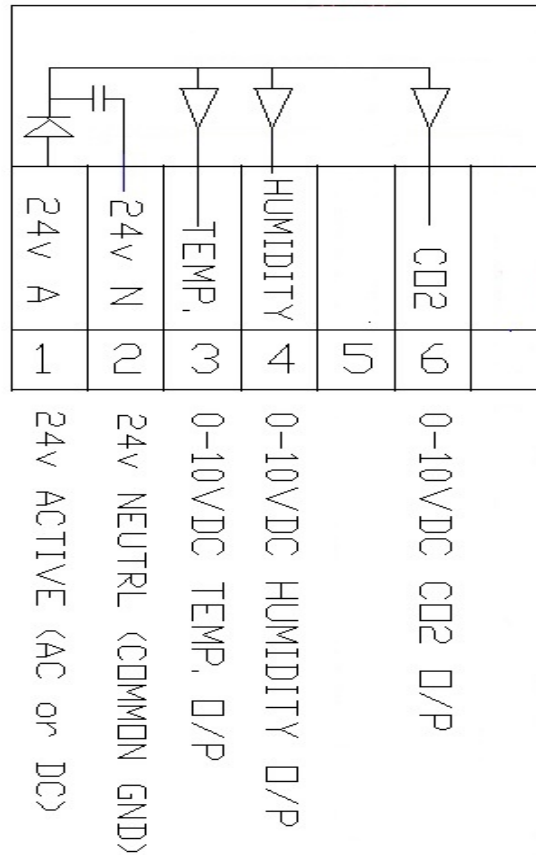 24v A
24v N
TEMP.
HUMIDITY
CO2
1
2
3
4
5
6
24v ACTIVE (AC or DC)
24v NEUTRL (COMMON GND)
0-10VDC TEMP. O/P
0-10VDC HUMIDITY O/P
0-10VDC CO2 O/P